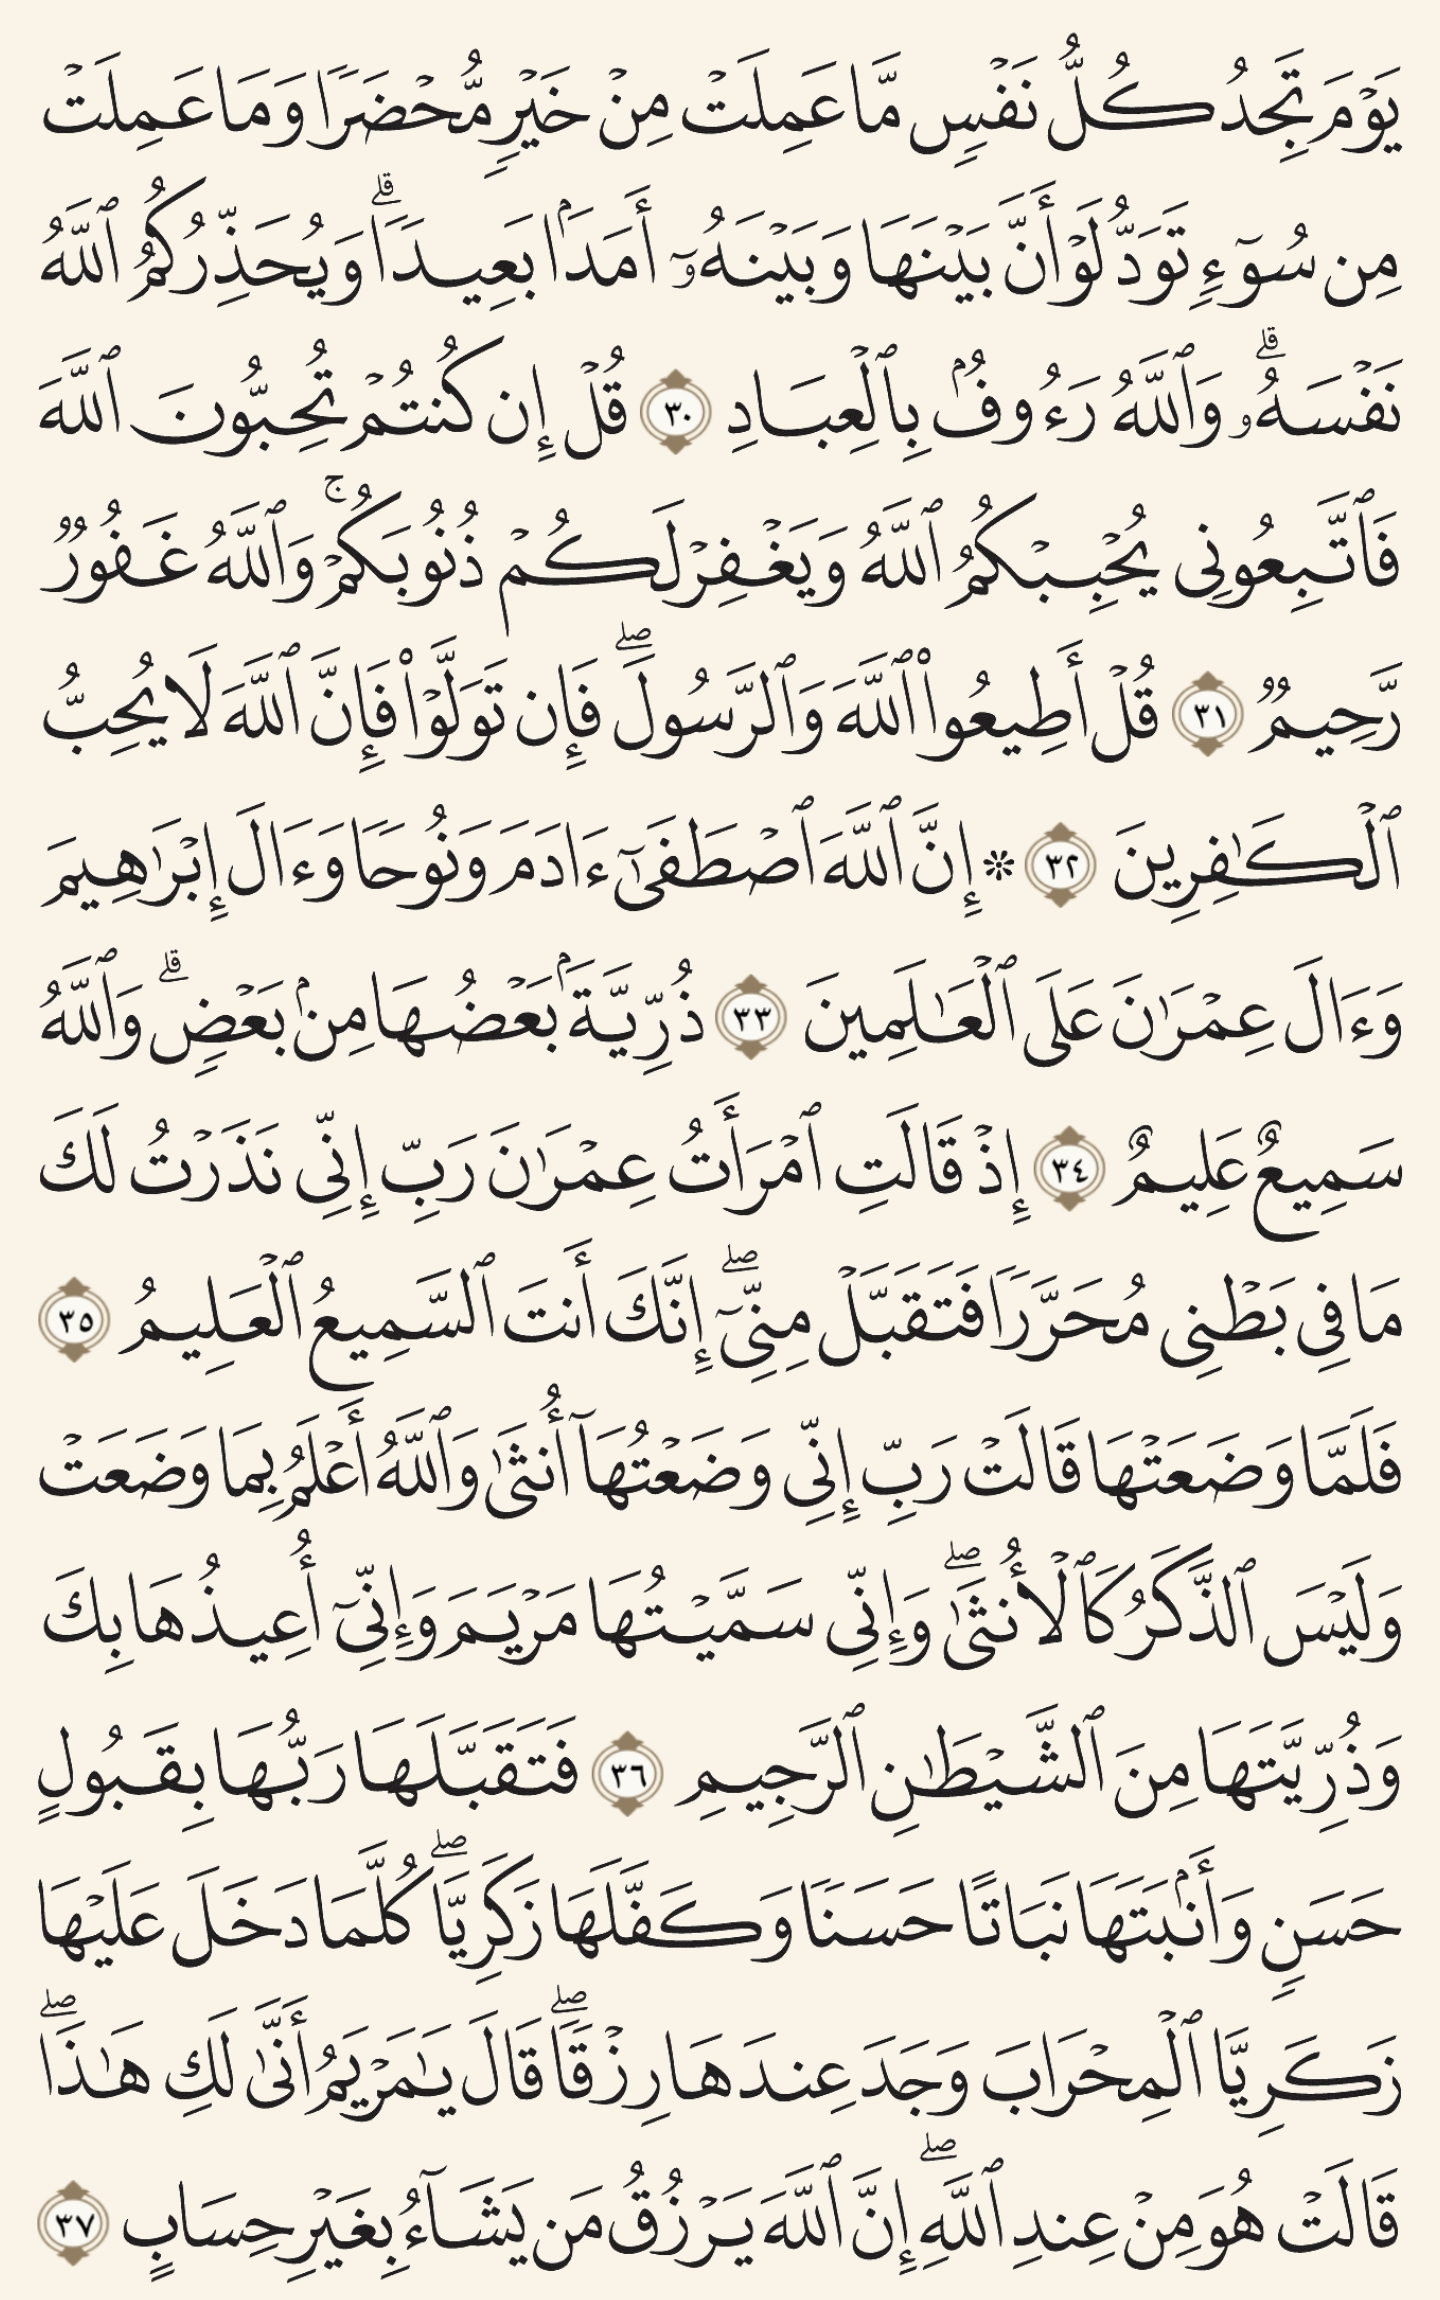 يَوۡمَ تَجِدُ كُلُّ نَفۡسٖ مَّا عَمِلَتۡ مِنۡ خَيۡرٖ مُّحۡضَرٗا وَمَا عَمِلَتۡ
مِن سُوٓءٖ تَوَدُّ لَوۡ أَنَّ بَيۡنَهَا وَبَيۡنَهُۥٓ أَمَدَۢا بَعِيدٗاۗ وَيُحَذِّرُكُمُ ٱللَّهُ
نَفۡسَهُۥۗ وَٱللَّهُ رَءُوفُۢ بِٱلۡعِبَادِ ٣٠ قُلۡ إِن كُنتُمۡ تُحِبُّونَ ٱللَّهَ
فَٱتَّبِعُونِي يُحۡبِبۡكُمُ ٱللَّهُ وَيَغۡفِرۡ لَكُمۡ ذُنُوبَكُمۡۚ وَٱللَّهُ غَفُورٞ
رَّحِيمٞ ٣١ قُلۡ أَطِيعُواْ ٱللَّهَ وَٱلرَّسُولَۖ فَإِن تَوَلَّوۡاْ فَإِنَّ ٱللَّهَ لَا يُحِبُّ
ٱلۡكَٰفِرِينَ ٣٢ ۞ إِنَّ ٱللَّهَ ٱصۡطَفَىٰٓ ءَادَمَ وَنُوحٗا وَءَالَ إِبۡرَٰهِيمَ
وَءَالَ عِمۡرَٰنَ عَلَى ٱلۡعَٰلَمِينَ ٣٣ ذُرِّيَّةَۢ بَعۡضُهَا مِنۢ بَعۡضٖۗ وَٱللَّهُ
سَمِيعٌ عَلِيمٌ ٣٤ إِذۡ قَالَتِ ٱمۡرَأَتُ عِمۡرَٰنَ رَبِّ إِنِّي نَذَرۡتُ لَكَ
مَا فِي بَطۡنِي مُحَرَّرٗا فَتَقَبَّلۡ مِنِّيٓۖ إِنَّكَ أَنتَ ٱلسَّمِيعُ ٱلۡعَلِيمُ ٣٥
فَلَمَّا وَضَعَتۡهَا قَالَتۡ رَبِّ إِنِّي وَضَعۡتُهَآ أُنثَىٰ وَٱللَّهُ أَعۡلَمُ بِمَا وَضَعَتۡ
وَلَيۡسَ ٱلذَّكَرُ كَٱلۡأُنثَىٰۖ وَإِنِّي سَمَّيۡتُهَا مَرۡيَمَ وَإِنِّيٓ أُعِيذُهَا بِكَ
وَذُرِّيَّتَهَا مِنَ ٱلشَّيۡطَٰنِ ٱلرَّجِيمِ ٣٦ فَتَقَبَّلَهَا رَبُّهَا بِقَبُولٍ
حَسَنٖ وَأَنۢبَتَهَا نَبَاتًا حَسَنٗا وَكَفَّلَهَا زَكَرِيَّاۖ كُلَّمَا دَخَلَ عَلَيۡهَا
زَكَرِيَّا ٱلۡمِحۡرَابَ وَجَدَ عِندَهَا رِزۡقٗاۖ قَالَ يَٰمَرۡيَمُ أَنَّىٰ لَكِ هَٰذَاۖ
قَالَتۡ هُوَ مِنۡ عِندِ ٱللَّهِۖ إِنَّ ٱللَّهَ يَرۡزُقُ مَن يَشَآءُ بِغَيۡرِ حِسَابٍ ٣٧